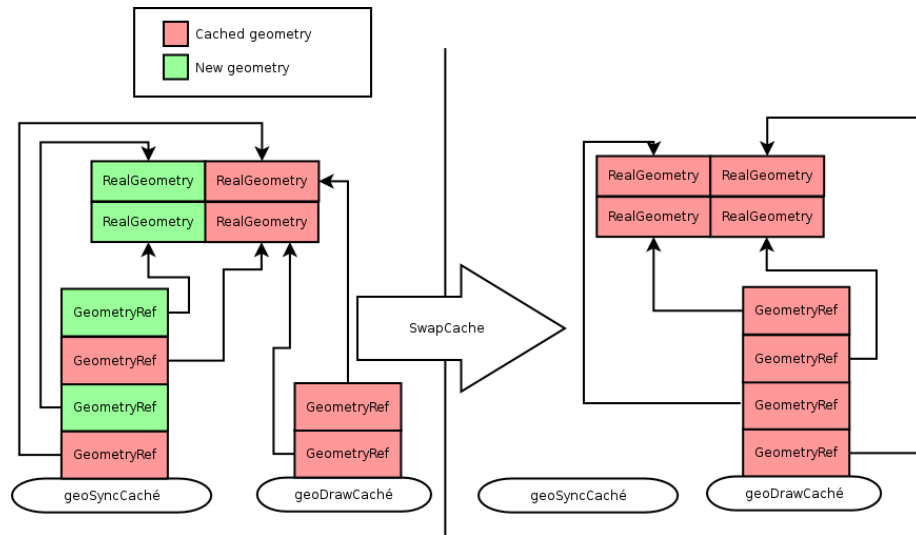 Cached geometry
New geometry
RealGeometry RealGeometry
RealGeometry RealGeometry
GeometryRef
GeometryRef
GeometryRef
GeometryRef
geoSyncCaché
GeometryRef
GeometryRef
geoDrawCaché
SwapCache
RealGeometry RealGeometry
RealGeometry RealGeometry
GeometryRef
GeometryRef
GeometryRef
GeometryRef
geoSyncCaché
geoDrawCaché